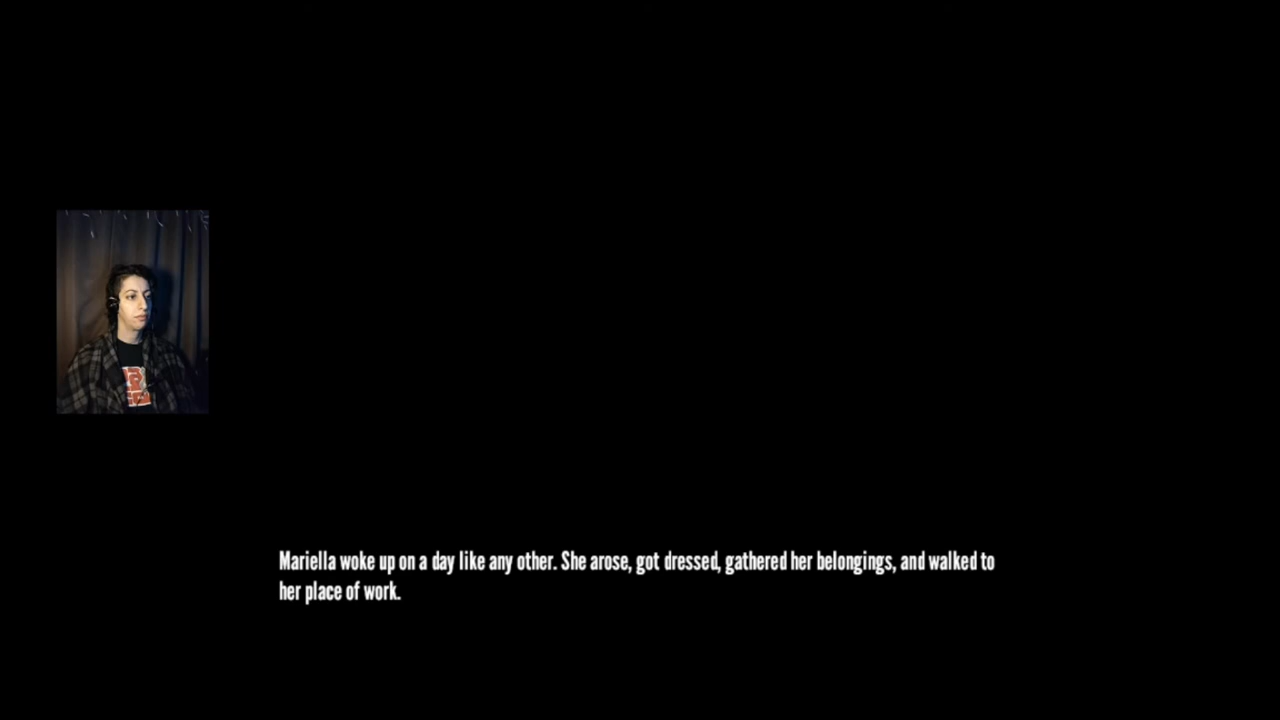 Mariella woke up on a day like any other. She arose, got dressed, gathered her belongings, and walked to
her place of work.